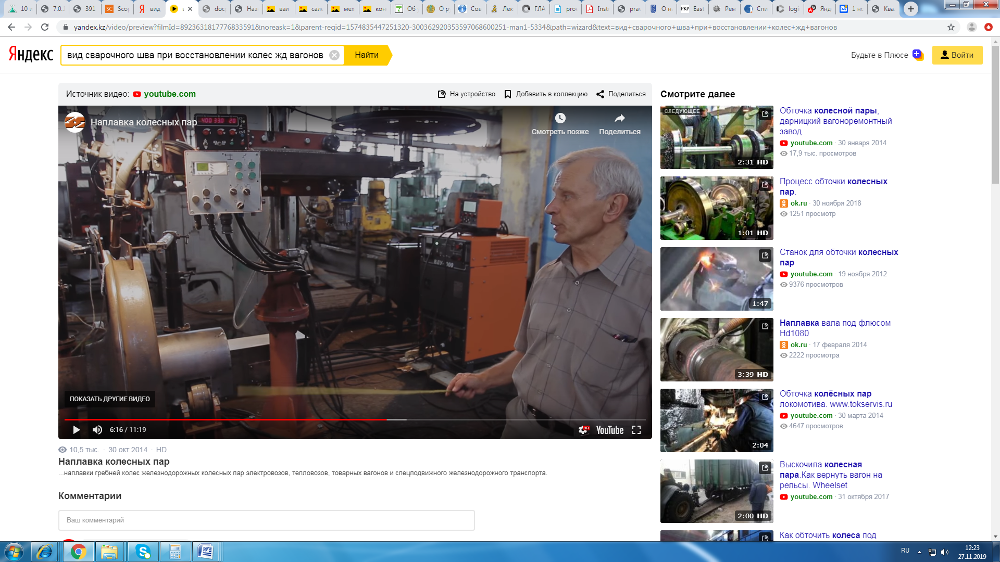 10 и
7.0.1
391
Scop
вид
в
docp
Наз
вал
сале
мех
кон
Об у
О ру
Сов
Лек
ГЛА
proe
Instr
prav
О на
East
Рем
Спи
login
Янд
1 нс
Ква
yandex.kz/video/preview?filmId=8923631817776833591&noreask=1&parent-reqid=1574835447251320-300362920353597068600251-man1-5334&path=wizard&text=вид+сварочного+шва+при+восстановлении+колес+жд+вагонов
Яндекс
вид сварочного шва при восстановлении колес жд вагонов
Найти
Будьте в Плюсе
Войти
Источник видео: youtube.com
На устройство
Добавить в коллекцию
Поделиться
Наплавка колесных пар
400 33.0 20
Смотреть позже
Поделиться
ПОКАЗАТЬ ДРУГИЕ ВИДЕО
6:16 / 11:19
HD
YouTube
10,5 тыс. · 30 окт 2014 · HD
Наплавка колесных пар
...наплавки гребней колес железнодорожных колесных пар электровозов, тепловозов, товарных вагонов и спецподвижного железнодорожного транспорта.
Комментарии
Ваш комментарий
Смотрите далее
СЛЕДУЮЩЕЕ
2:31 HD
Обточка колесной пары,
дарницкий вагоноремонтный
завод
youtube.com · 30 января 2014
17,9 тыс. просмотров
1:01 HD
Процесс обточки колесных
пар.
ok.ru · 30 ноября 2018
1251 просмотр
1:47
Станок для обточки колесных
пар
youtube.com · 19 ноября 2012
9376 просмотров
3:39 HD
Наплавка вала под флюсом
Hd1080
ok.ru · 17 февраля 2014
2222 просмотра
2:04
Обточка колёсных пар
локомотива. www.tokservis.ru
youtube.com · 30 марта 2014
4647 просмотров
2:00 HD
Выскочила колесная
пара.Как вернуть вагон на
рельсы. Wheelset
youtube.com · 31 октября 2017
Как обточить колеса под
RU
12:23
27.11.2019